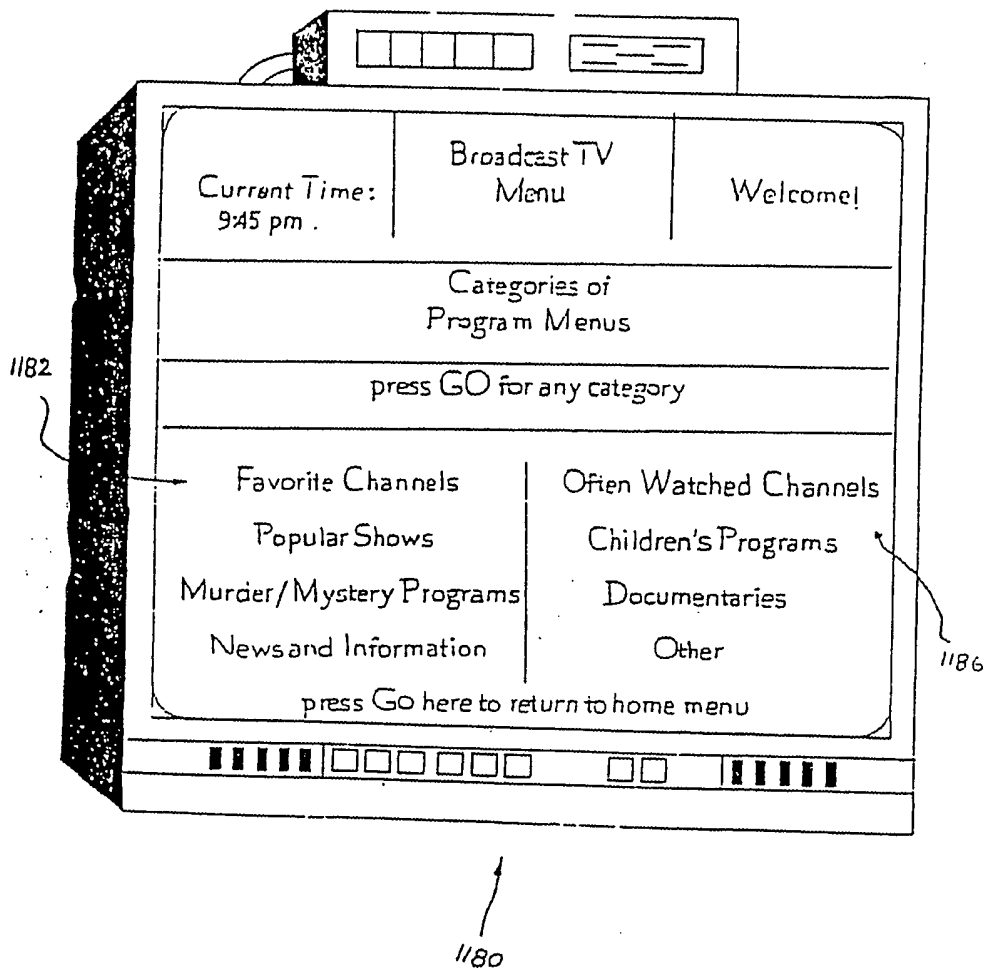 Current Time:
9:45 pm .
Broadcast TV
Menu
Welcome!
Categories of
Program Menus
press GO for any category
1182
Favorite Channels
Often Watched Channels
Popular Shows
Children's Programs
Murder/Mystery Programs
Documentaries
News and Information
Other
1186
press Go here to return to home menu
1180